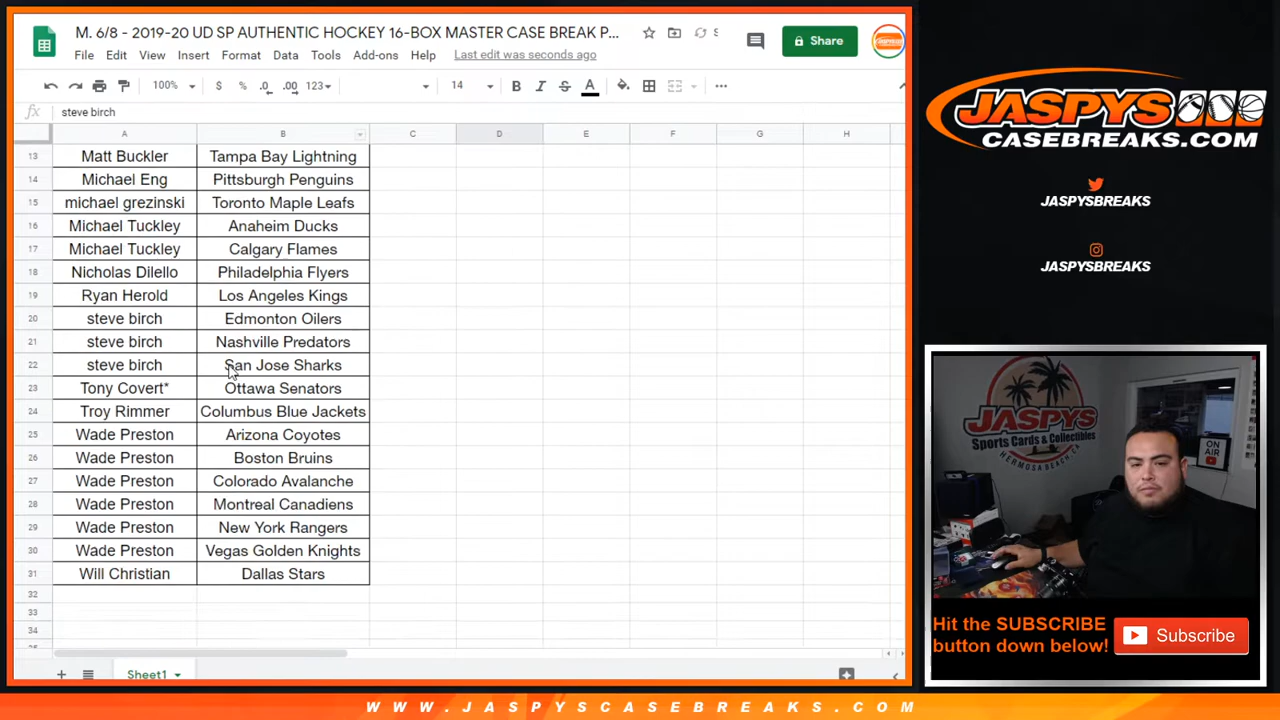 M. 6/8 - 2019-20 UD SP AUTHENTIC HOCKEY 16-BOX MASTER CASE BREAK P...
Share
File Edit View Insert Format Data Tools Add-ons Help Last edit was seconds ago
100% $ % .0 .00 123 14 B I S A
fx steve birch
A B C D E F G H
13 Matt Buckler Tampa Bay Lightning
14 Michael Eng Pittsburgh Penguins
15 michael grezinski Toronto Maple Leafs
16 Michael Tuckley Anaheim Ducks
17 Michael Tuckley Calgary Flames
18 Nicholas Dilello Philadelphia Flyers
19 Ryan Herold Los Angeles Kings
20 steve birch Edmonton Oilers
21 steve birch Nashville Predators
22 steve birch San Jose Sharks
23 Tony Covert* Ottawa Senators
24 Troy Rimmer Columbus Blue Jackets
25 Wade Preston Arizona Coyotes
26 Wade Preston Boston Bruins
27 Wade Preston Colorado Avalanche
28 Wade Preston Montreal Canadiens
29 Wade Preston New York Rangers
30 Wade Preston Vegas Golden Knights
31 Will Christian Dallas Stars
32
33
34
Sheet1
JASPYS
CASEBREAKS.COM
JASPYSBREAKS
JASPYSBREAKS
JASPYS
Sports Cards & Collectibles
HERMOSA BEACH, CA
ON
AIR
Hit the SUBSCRIBE
button down below!
Subscribe
WWW.JASPYSCASEBREAKS.COM